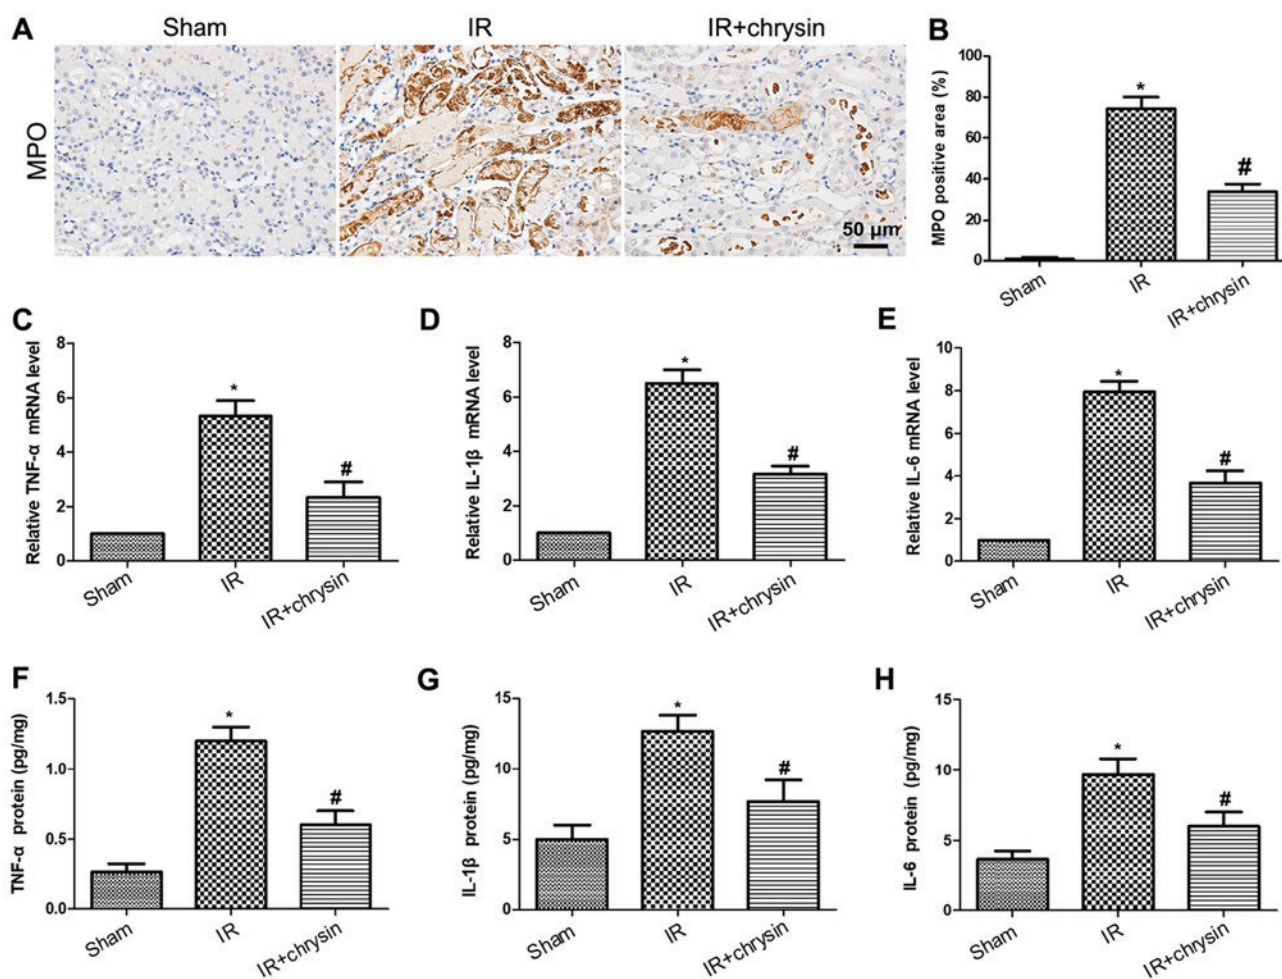 A
Sham
IR
IR+chrysin
MPO
50 μm
B
MPO positive area (%)
100
80
60
40
20
0
*
#
Sham
IR
IR+chrysin
C
Relative TNF-α mRNA level
8
6
4
2
0
*
#
Sham
IR
IR+chrysin
D
Relative IL-1β mRNA level
8
6
4
2
0
*
#
Sham
IR
IR+chrysin
E
Relative IL-6 mRNA level
10
8
6
4
2
0
*
#
Sham
IR
IR+chrysin
F
TNF-α protein (pg/mg)
1.5
1.0
0.5
0.0
*
#
Sham
IR
IR+chrysin
G
IL-1β protein (pg/mg)
15
10
5
0
*
#
Sham
IR
IR+chrysin
H
IL-6 protein (pg/mg)
15
10
5
0
*
#
Sham
IR
IR+chrysin